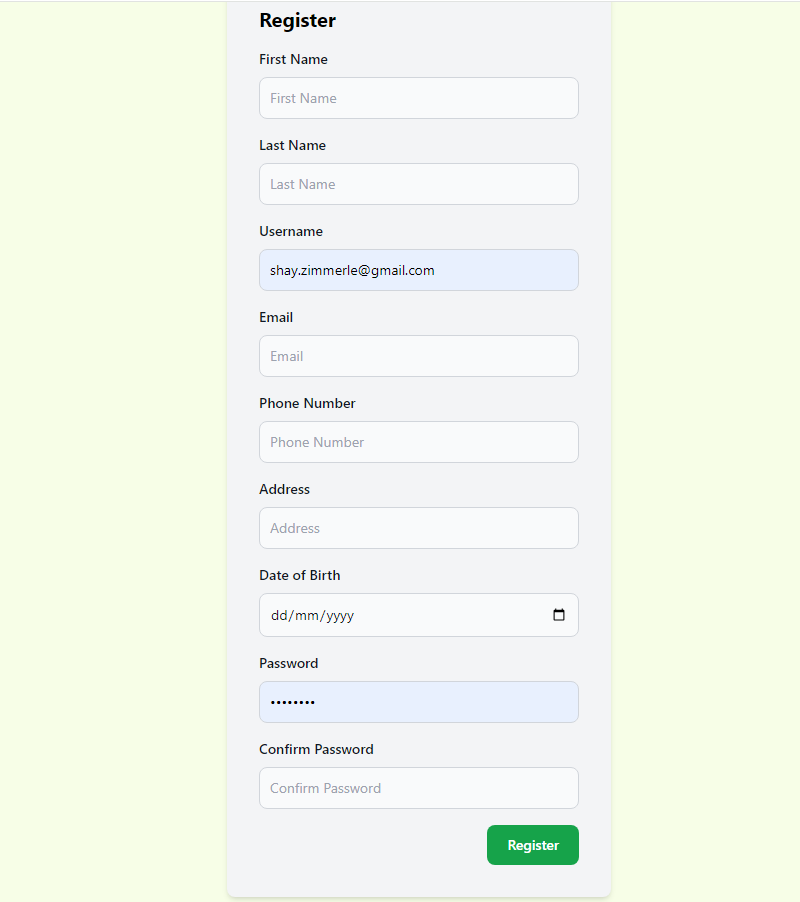 Register
First Name
First Name
Last Name
Last Name
Username
shay.zimmerle@gmail.com
Email
Email
Phone Number
Phone Number
Address
Address
Date of Birth
dd/mm/yyyy
Password
••••••••
Confirm Password
Confirm Password
Register